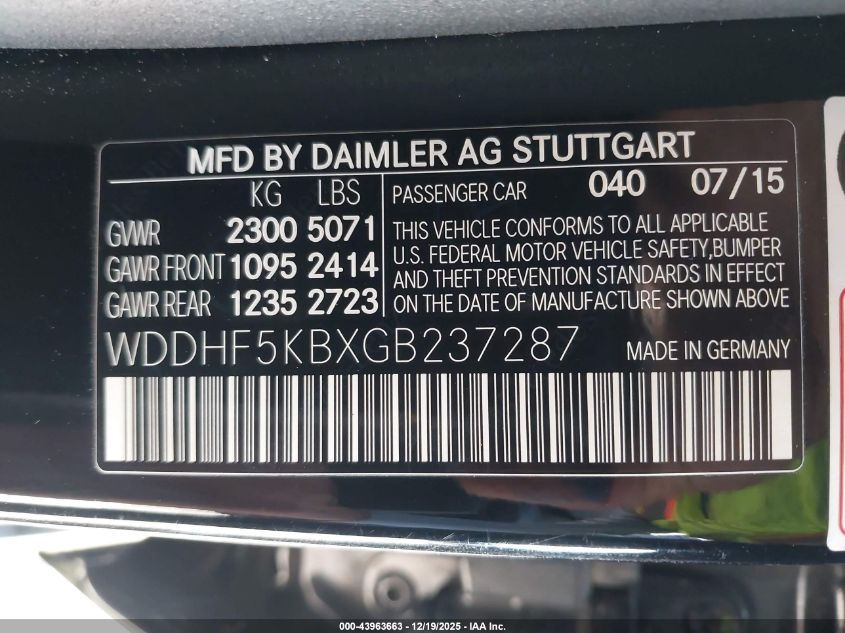 MFD BY DAIMLER AG STUTTGART
KG LBS
GVWR 2300 5071
GAWR FRONT 1095 2414
GAWR REAR 1235 2723
PASSENGER CAR 040 07/15
THIS VEHICLE CONFORMS TO ALL APPLICABLE
U.S. FEDERAL MOTOR VEHICLE SAFETY,BUMPER
AND THEFT PREVENTION STANDARDS IN EFFECT
ON THE DATE OF MANUFACTURE SHOWN ABOVE
WDDHF5KBXGB237287
MADE IN GERMANY
000-43963663 - 12/19/2025 - IAA Inc.